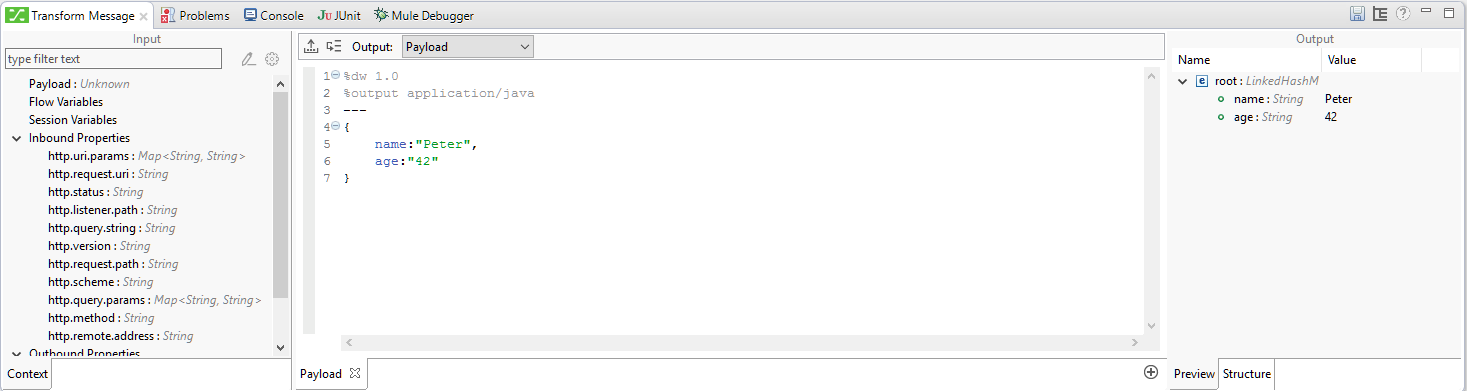 Transform Message Problems Console Ju JUnit Mule Debugger
Input
type filter text
Payload : Unknown
Flow Variables
Session Variables
Inbound Properties
http.uri.params : Map<String, String>
http.request.uri : String
http.status : String
http.listener.path : String
http.query.string : String
http.version : String
http.request.path : String
http.scheme : String
http.query.params : Map<String, String>
http.method : String
http.remote.address : String
Outbound Properties
Context
Output: Payload
1 %dw 1.0
2 %output application/java
3 ---
4 {
5 name:"Peter",
6 age:"42"
7 }
Payload
Output
Name Value
e root : LinkedHashM
name : String Peter
age : String 42
Preview Structure